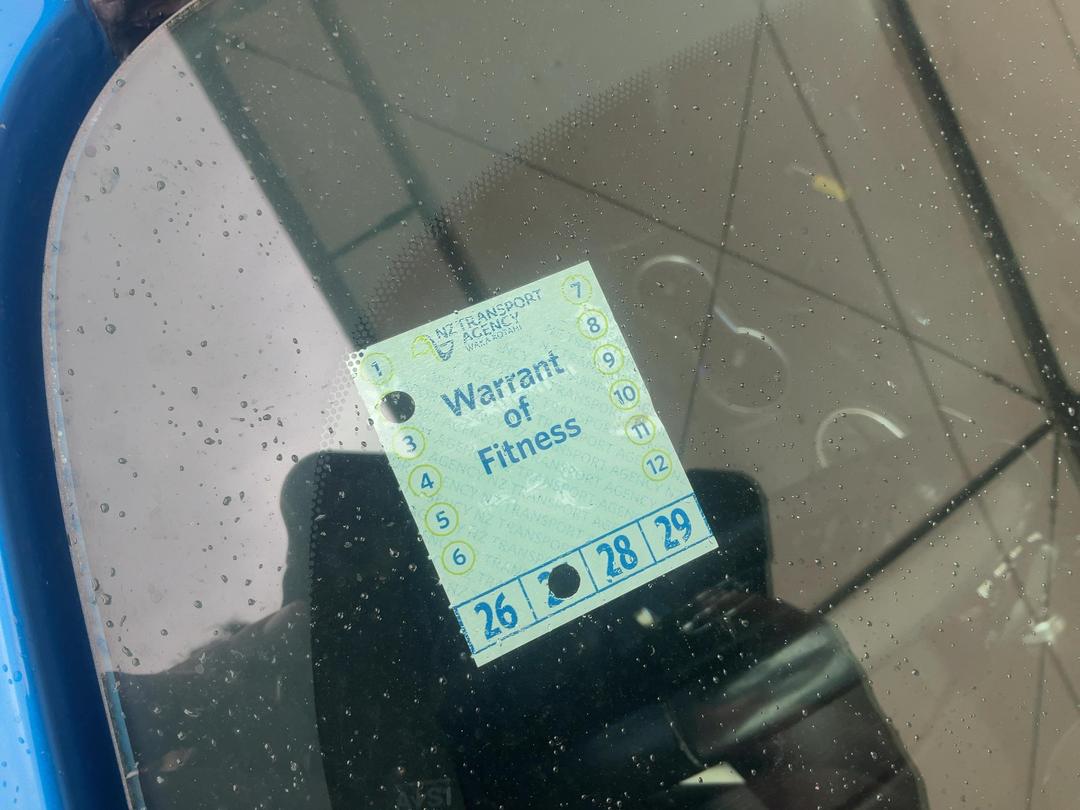 NZ TRANSPORT
AGENCY
WAKA KOTAHI
Warrant
of
Fitness
1
3
4
5
6
7
8
9
10
11
12
26 28 29